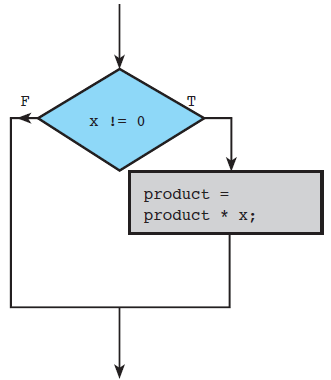 F
T
x != 0
product =
product * x;